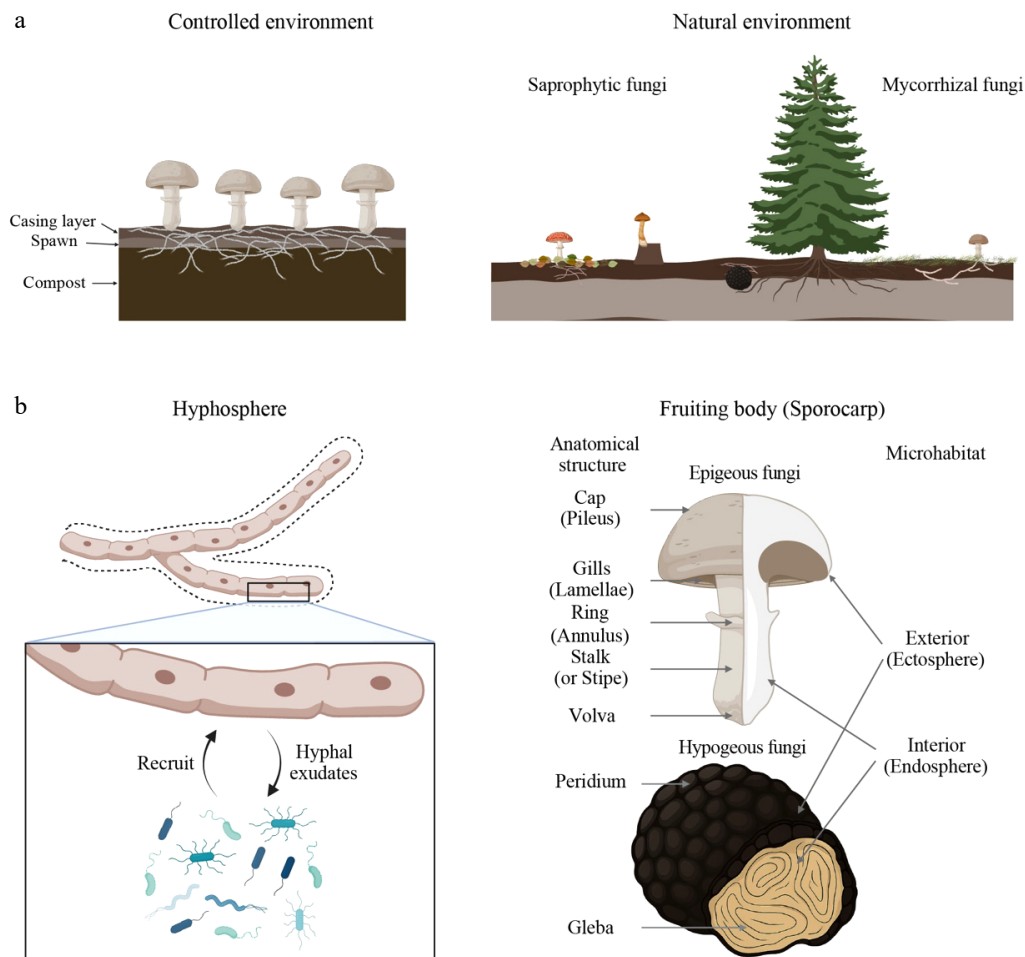 a
Controlled environment
Natural environment
Saprophytic fungi
Mycorrhizal fungi
Casing layer
Spawn
Compost
b
Hyphosphere
Recruit
Hyphal
exudates
Fruiting body (Sporocarp)
Anatomical
structure
Microhabitat
Epigeous fungi
Cap
(Pileus)
Gills
(Lamellae)
Ring
(Annulus)
Stalk
(or Stipe)
Volva
Exterior
(Ectosphere)
Interior
(Endosphere)
Hypogeous fungi
Peridium
Gleba